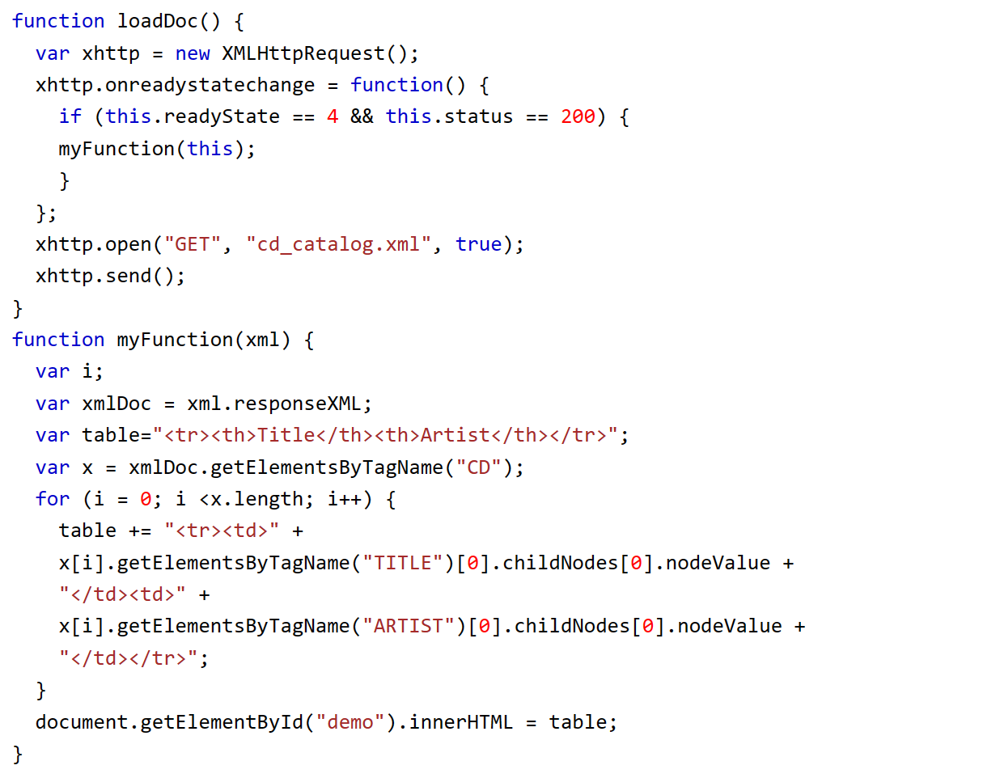 function loadDoc() {
  var xhttp = new XMLHttpRequest();
  xhttp.onreadystatechange = function() {
    if (this.readyState == 4 && this.status == 200) {
    myFunction(this);
    }
  };
  xhttp.open("GET", "cd_catalog.xml", true);
  xhttp.send();
}
function myFunction(xml) {
  var i;
  var xmlDoc = xml.responseXML;
  var table="<tr><th>Title</th><th>Artist</th></tr>";
  var x = xmlDoc.getElementsByTagName("CD");
  for (i = 0; i <x.length; i++) {
    table += "<tr><td>" +
    x[i].getElementsByTagName("TITLE")[0].childNodes[0].nodeValue +
    "</td><td>" +
    x[i].getElementsByTagName("ARTIST")[0].childNodes[0].nodeValue +
    "</td></tr>";
  }
  document.getElementById("demo").innerHTML = table;
}